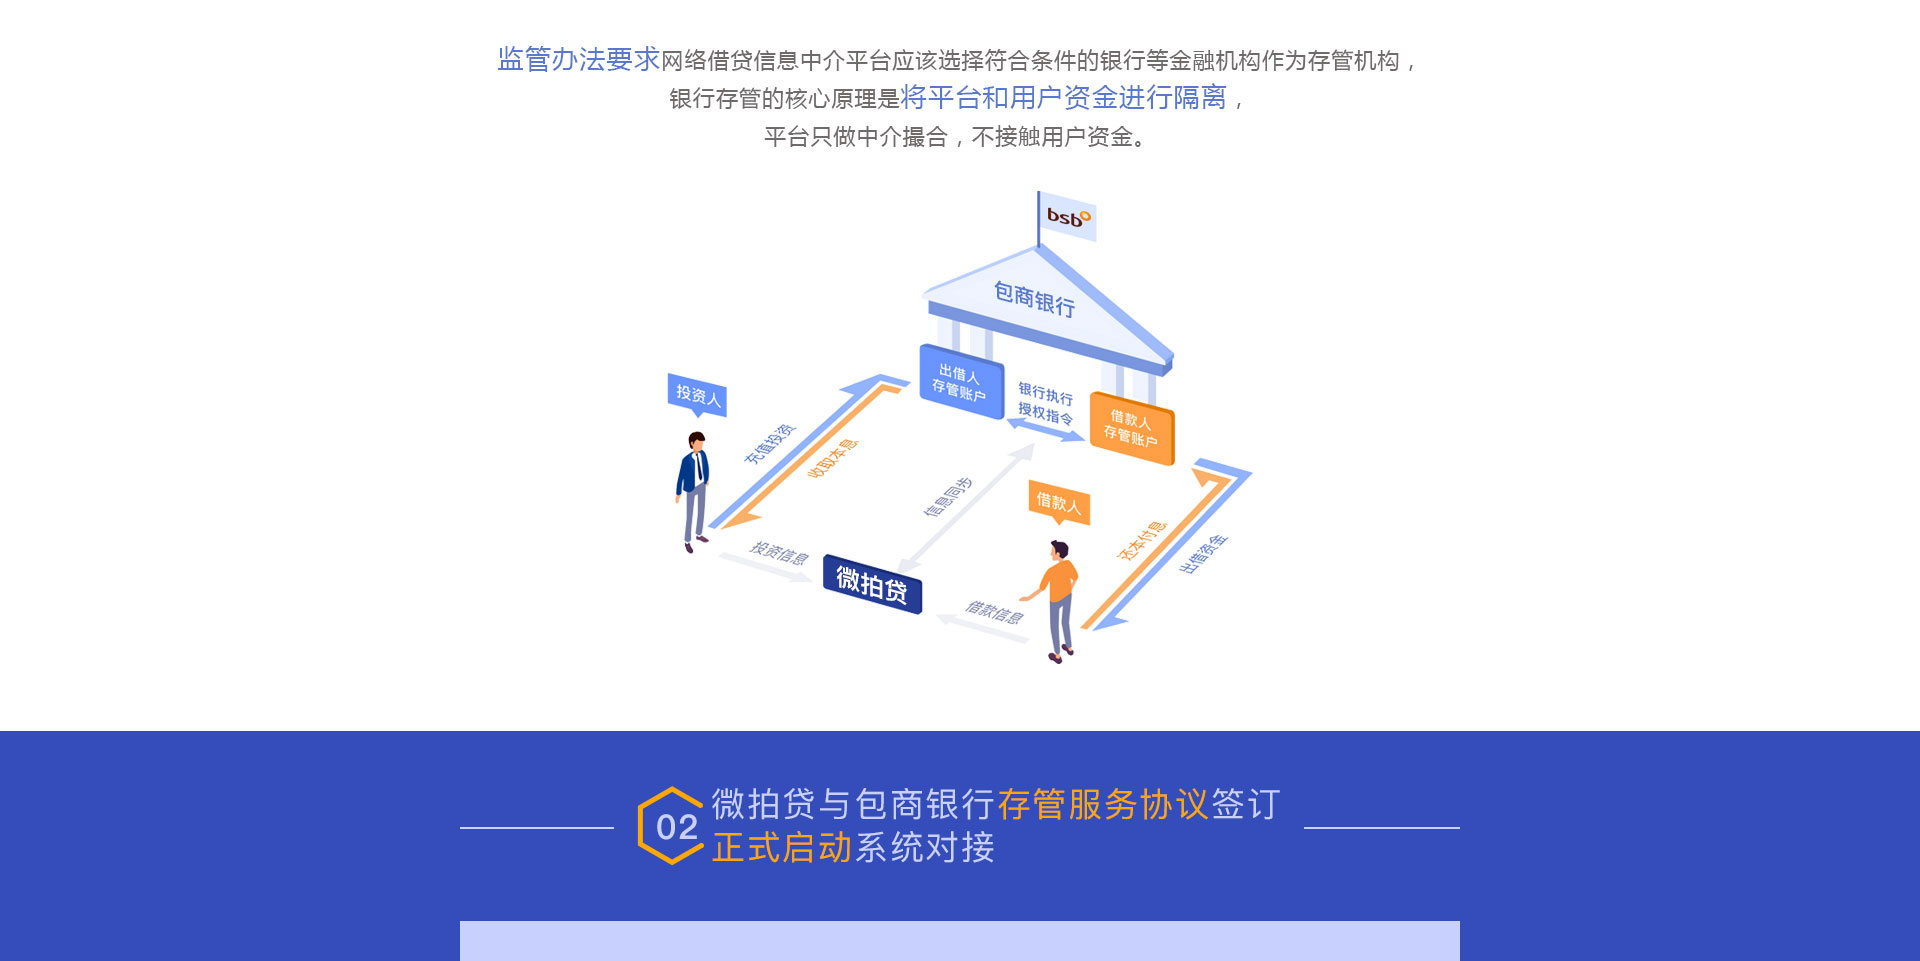 监管办法要求网络借贷信息中介平台应该选择符合条件的银行等金融机构作为存管机构，
银行存管的核心原理是将平台和用户资金进行隔离，
平台只做中介撮合，不接触用户资金。
bsb
包商银行
出借人
存管账户
银行执行
授权指令
借款人
存管账户
投资人
充值投资
收取本息
信息同步
借款人
还本付息
出借资金
投资信息
微拍贷
借款信息
02
微拍贷与包商银行存管服务协议签订
正式启动系统对接